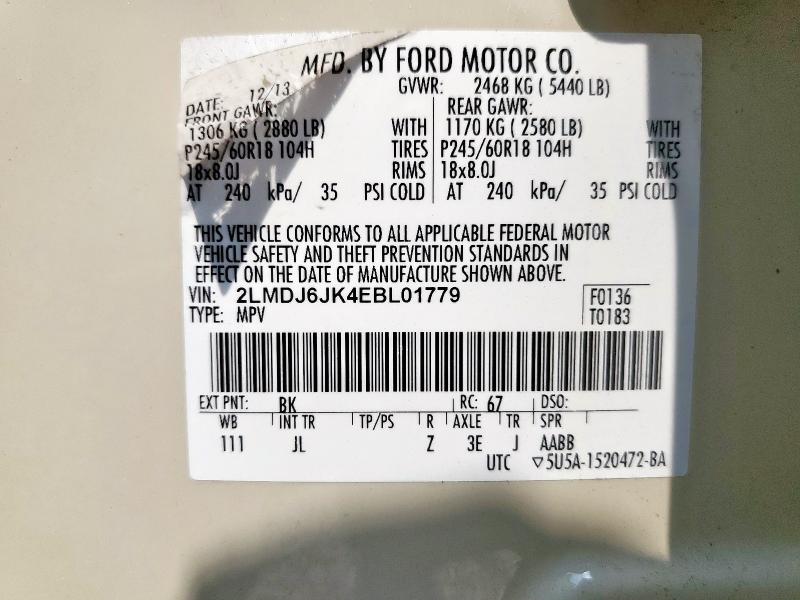 MFD. BY FORD MOTOR CO.
DATE: 12/13 GVWR: 2468 KG ( 5440 LB)
FRONT GAWR: REAR GAWR:
1306 KG ( 2880 LB) WITH 1170 KG ( 2580 LB) WITH
P245/60R18 104H TIRES P245/60R18 104H TIRES
18x8.0J RIMS 18x8.0J RIMS
AT 240 kPa/ 35 PSI COLD AT 240 kPa/ 35 PSI COLD
THIS VEHICLE CONFORMS TO ALL APPLICABLE FEDERAL MOTOR
VEHICLE SAFETY AND THEFT PREVENTION STANDARDS IN
EFFECT ON THE DATE OF MANUFACTURE SHOWN ABOVE.
VIN: 2LMDJ6JK4EBL01779 F0136
TYPE: MPV T0183
EXT PNT: BK RC: 67 DSO:
WB INT TR TP/PS R AXLE TR SPR
111 JL Z 3E J AABB
UTC ▽5U5A-1520472-BA